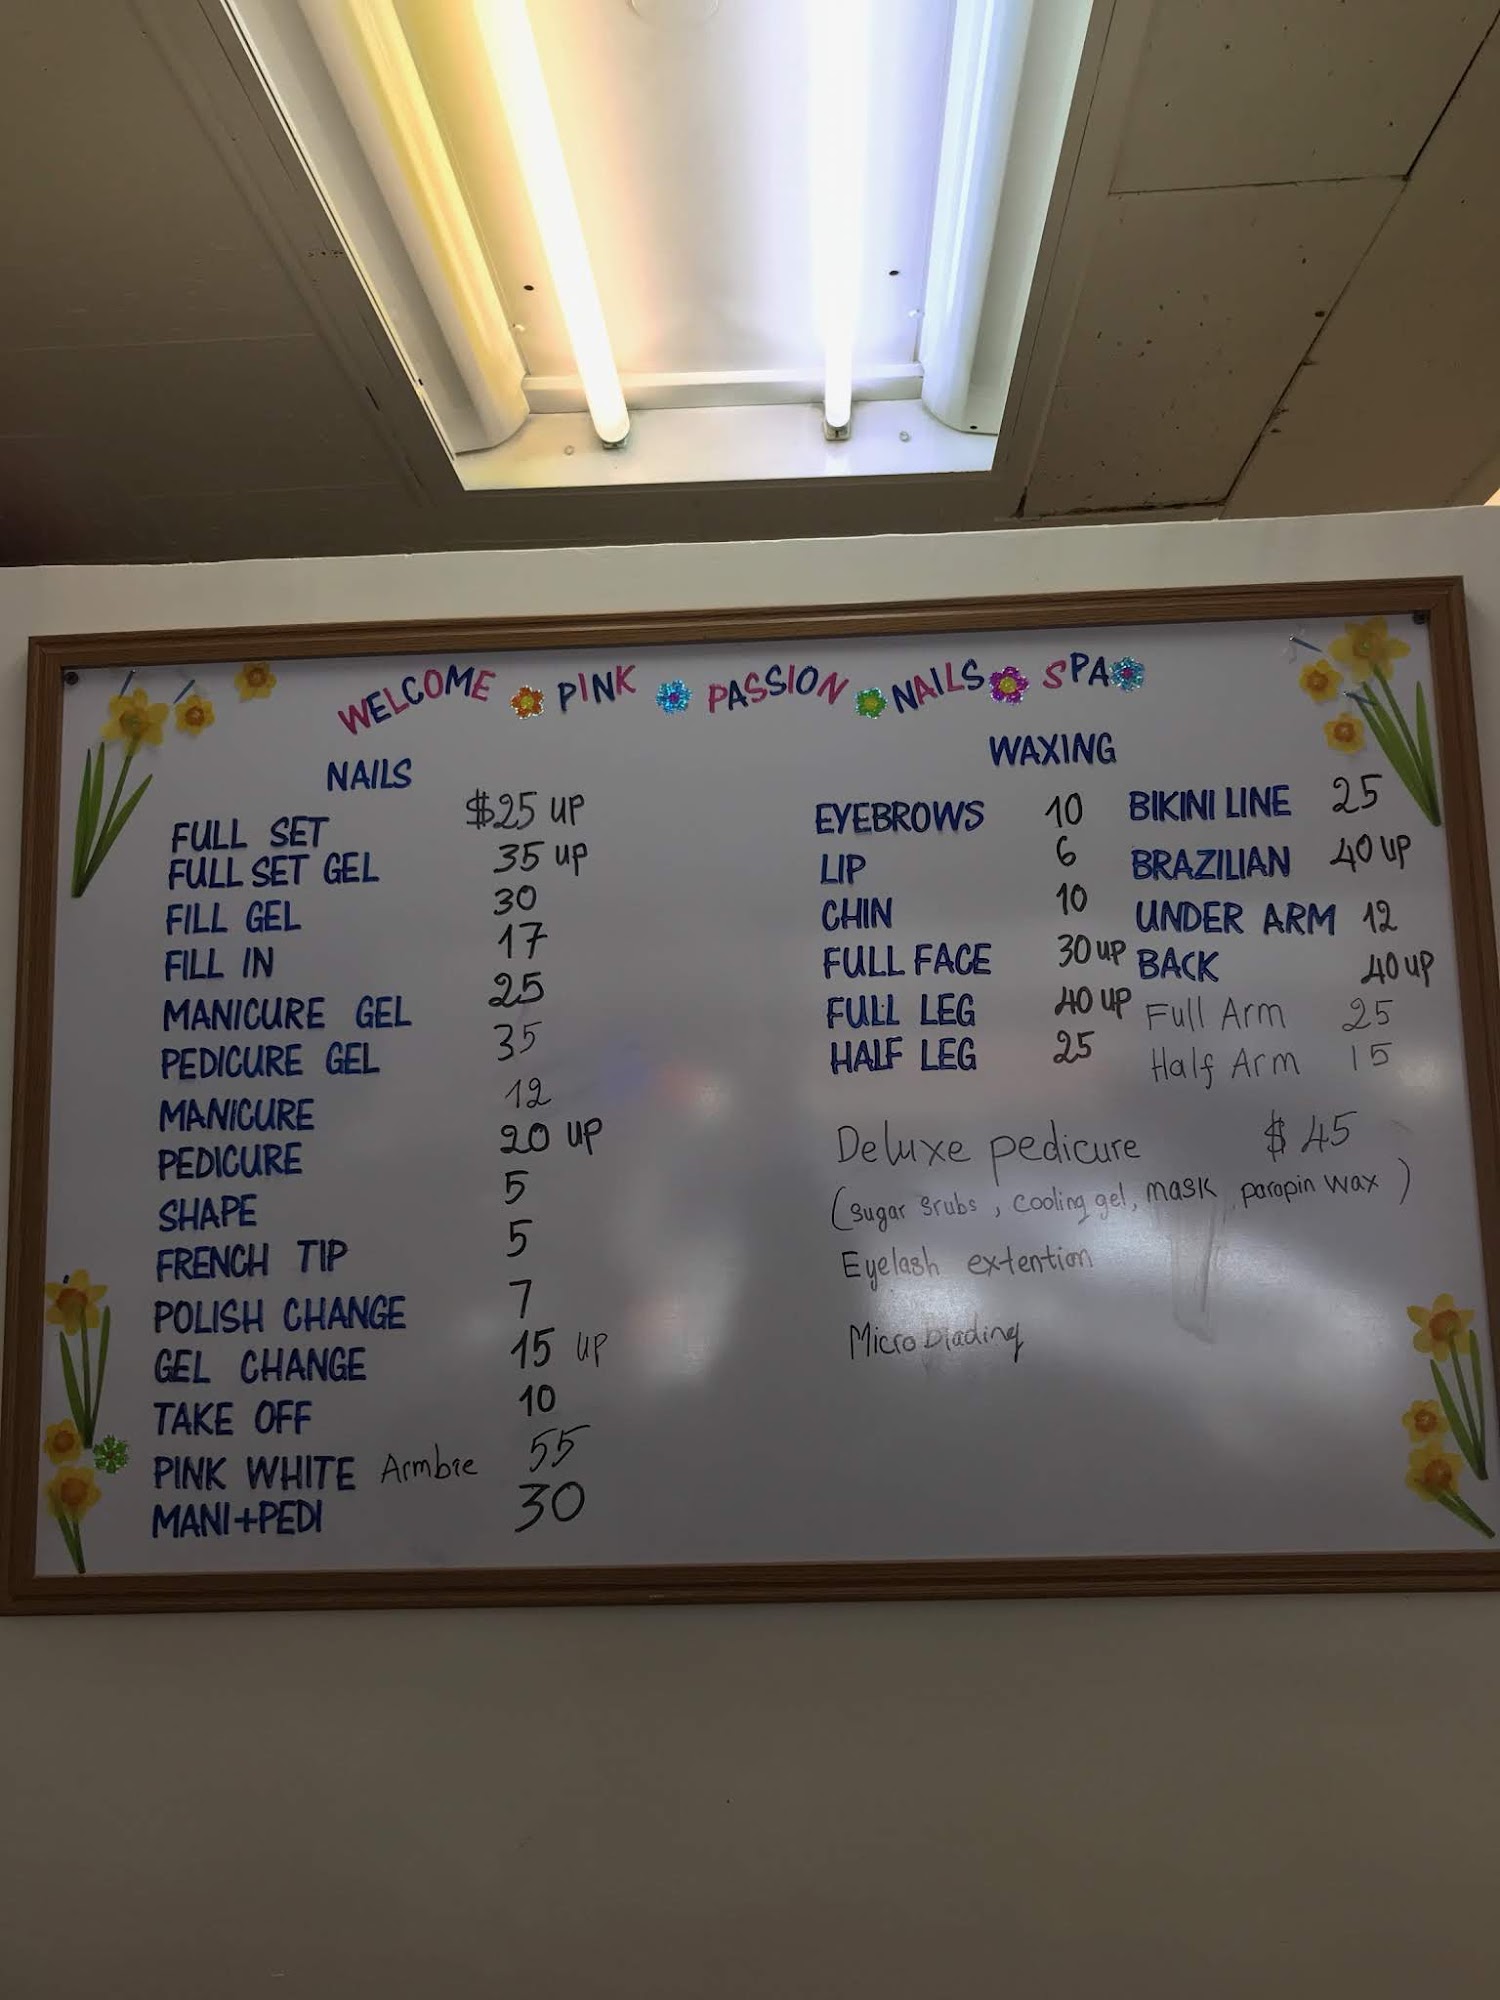 WELCOME PINK PASSION NAILS SPA
NAILS
FULL SET $25 UP
FULL SET GEL 35 UP
FILL GEL 30
FILL IN 17
MANICURE GEL 25
PEDICURE GEL 35
MANICURE 12
PEDICURE 20 UP
SHAPE 5
FRENCH TIP 5
POLISH CHANGE 7
GEL CHANGE 15 UP
TAKE OFF 10
PINK WHITE Armbre 55
MANI+PEDI 30
WAXING
EYEBROWS 10 BIKINI LINE 25
LIP 6 BRAZILIAN 40 UP
CHIN 10 UNDER ARM 12
FULL FACE 30 UP BACK 40 UP
FULL LEG 40 UP Full Arm 25
HALF LEG 25 Half Arm 15
Deluxe pedicure $ 45
(sugar srubs, cooling gel, mask parapin wax)
Eyelash extention
Micro blading